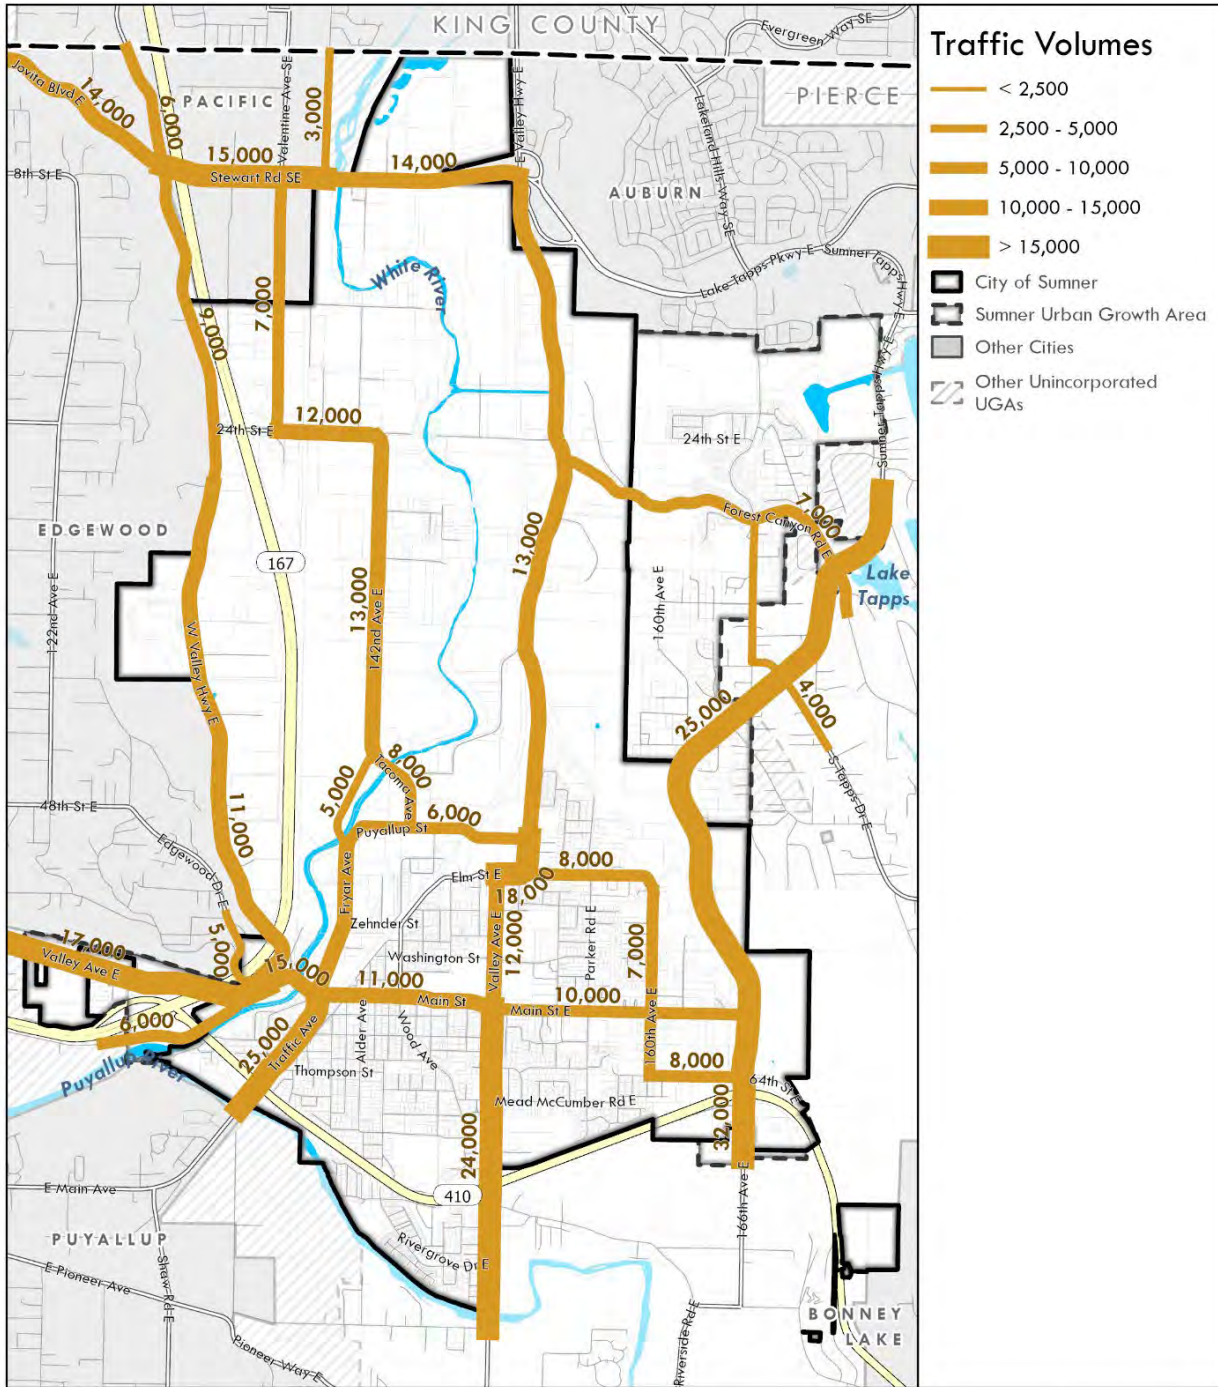 KING COUNTY
Evergreen Way SE
Jovita Blvd E
14,000
6,000
PACIFIC
Valentine Ave SE
3,000
E Valley Hwy E
Lakeland Hills Way SE
PIERCE
15,000
Stewart Rd SE
14,000
8th St E
AUBURN
White River
Lake Tapps Pkwy E
Sumner Tapps Hwy E
7,000
9,000
12,000
24th St E
24th St E
Sumner Tapps Hwy E
EDGEWOOD
167
122nd Ave E
13,000
142nd Ave E
13,000
Forest Canyon Rd E
7,000
Lake
Tapps
160th Ave E
W Valley Hwy E
25,000
4,000
S Tapps Dr E
8,000
Tacoma Ave
5,000
48th St E
11,000
Edgewood Dr E
6,000
Puyallup St
Fryar Ave
Elm St E
8,000
18,000
Zehnder St
Washington St
Valley Ave E
12,000
Parker Rd E
7,000
5,000
17,000
Valley Ave E
15,000
11,000
Main St
10,000
Main St E
160th Ave E
6,000
25,000
Traffic Ave
Alder Ave
Wood Ave
Thompson St
8,000
64th St E
Puyallup River
Mead McCumber Rd E
32,000
24,000
E Main Ave
410
166th Ave E
PUYALLUP
Shaw Rd E
Rivergrove Dr E
E Pioneer Ave
Pioneer Way E
Riverside Rd E
BONNEY
LAKE
Traffic Volumes
< 2,500
2,500 - 5,000
5,000 - 10,000
10,000 - 15,000
> 15,000
City of Sumner
Sumner Urban Growth Area
Other Cities
Other Unincorporated
UGAs